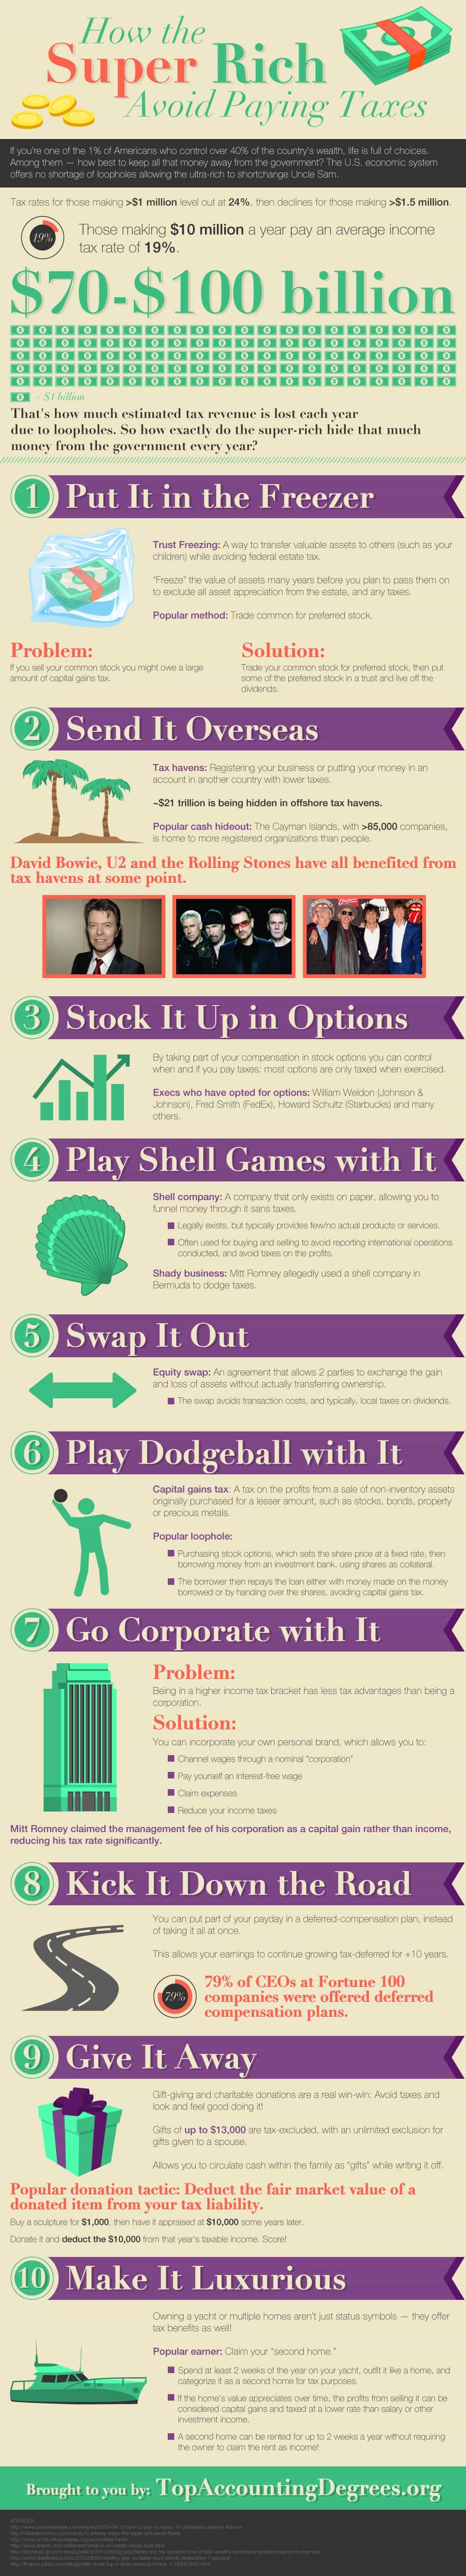 How the
Super Rich
Avoid Paying Taxes
If you're one of the 1% of Americans who control over 40% of the country's wealth, life is full of choices.
Among them — how best to keep all that money away from the government? The U.S. economic system
offers no shortage of loopholes allowing the ultra-rich to shortchange Uncle Sam.
Tax rates for those making >$1 million level out at 24%, then declines for those making >$1.5 million.
19%
Those making $10 million a year pay an average income
tax rate of 19%.
$70-$100 billion
= $1 billion
That's how much estimated tax revenue is lost each year
due to loopholes. So how exactly do the super-rich hide that much
money from the government every year?
1 Put It in the Freezer
Trust Freezing: A way to transfer valuable assets to others (such as your
children) while avoiding federal estate tax.
"Freeze" the value of assets many years before you plan to pass them on
to exclude all asset appreciation from the estate, and any taxes.
Popular method: Trade common for preferred stock.
Problem:
If you sell your common stock you might owe a large
amount of capital gains tax.
Solution:
Trade your common stock for preferred stock, then put
some of the preferred stock in a trust and live off the
dividends.
2 Send It Overseas
Tax havens: Registering your business or putting your money in an
account in another country with lower taxes.
~$21 trillion is being hidden in offshore tax havens.
Popular cash hideout: The Cayman Islands, with >85,000 companies,
is home to more registered organizations than people.
David Bowie, U2 and the Rolling Stones have all benefited from
tax havens at some point.
3 Stock It Up in Options
By taking part of your compensation in stock options you can control
when and if you pay taxes: most options are only taxed when exercised.
Execs who have opted for options: William Weldon (Johnson &
Johnson), Fred Smith (FedEx), Howard Schultz (Starbucks) and many
others.
4 Play Shell Games with It
Shell company: A company that only exists on paper, allowing you to
funnel money through it sans taxes.
Legally exists, but typically provides few/no actual products or services.
Often used for buying and selling to avoid reporting international operations
conducted, and avoid taxes on the profits.
Shady business: Mitt Romney allegedly used a shell company in
Bermuda to dodge taxes.
5 Swap It Out
Equity swap: An agreement that allows 2 parties to exchange the gain
and loss of assets without actually transferring ownership.
The swap avoids transaction costs, and typically, local taxes on dividends.
6 Play Dodgeball with It
Capital gains tax: A tax on the profits from a sale of non-inventory assets
originally purchased for a lesser amount, such as stocks, bonds, property
or precious metals.
Popular loophole:
Purchasing stock options, which sets the share price at a fixed rate, then
borrowing money from an investment bank, using shares as collateral.
The borrower then repays the loan either with money made on the money
borrowed or by handing over the shares, avoiding capital gains tax.
7 Go Corporate with It
Problem:
Being in a higher income tax bracket has less tax advantages than being a
corporation.
Solution:
You can incorporate your own personal brand, which allows you to:
Channel wages through a nominal "corporation"
Pay yourself an interest-free wage
Claim expenses
Reduce your income taxes
Mitt Romney claimed the management fee of his corporation as a capital gain rather than income,
reducing his tax rate significantly.
8 Kick It Down the Road
You can put part of your payday in a deferred-compensation plan, instead
of taking it all at once.
This allows your earnings to continue growing tax-deferred for +10 years.
79%
79% of CEOs at Fortune 100
companies were offered deferred
compensation plans.
9 Give It Away
Gift-giving and charitable donations are a real win-win: Avoid taxes and
look and feel good doing it!
Gifts of up to $13,000 are tax-excluded, with an unlimited exclusion for
gifts given to a spouse.
Allows you to circulate cash within the family as "gifts" while writing it off.
Popular donation tactic: Deduct the fair market value of a
donated item from your tax liability.
Buy a sculpture for $1,000, then have it appraised at $10,000 some years later.
Donate it and deduct the $10,000 from that year's taxable income. Score!
10 Make It Luxurious
Owning a yacht or multiple homes aren't just status symbols — they offer
tax benefits as well!
Popular earner: Claim your "second home."
Spend at least 2 weeks of the year on your yacht, outfit it like a home, and
categorize it as a second home for tax purposes.
If the home's value appreciates over time, the profits from selling it can be
considered capital gains and taxed at a lower rate than salary or other
investment income.
A second home can be rented for up to 2 weeks a year without requiring
the owner to claim the rent as income!
Brought to you by: TopAccountingDegrees.org
SOURCES